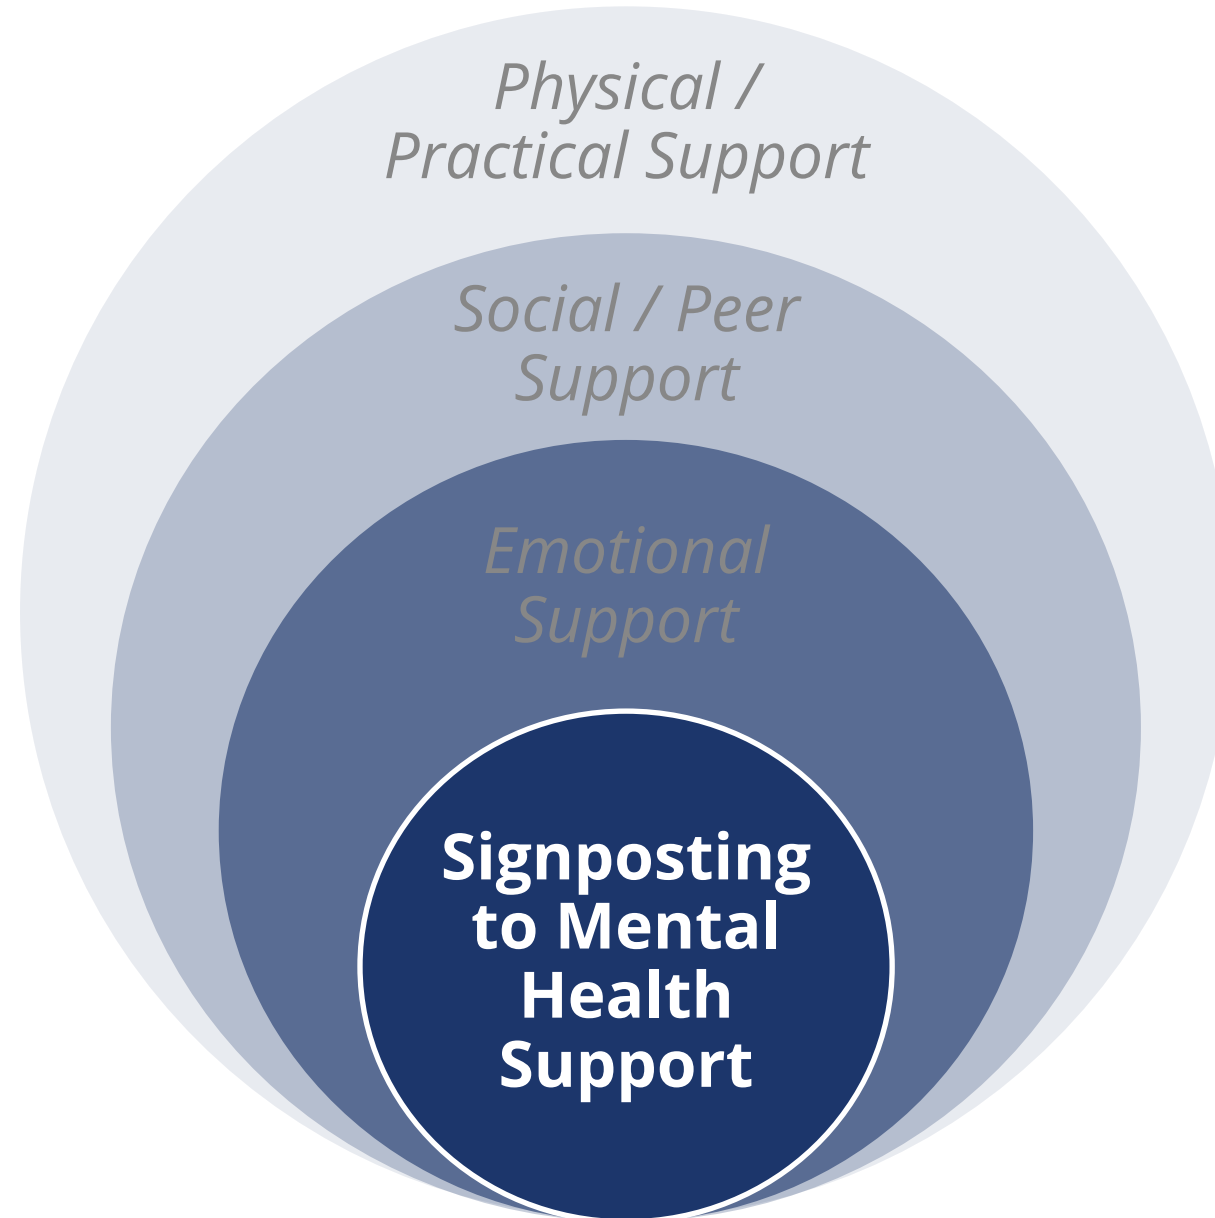 Physical /
Practical Support
Social / Peer
Support
Emotional
Support
Signposting
to Mental
Health
Support